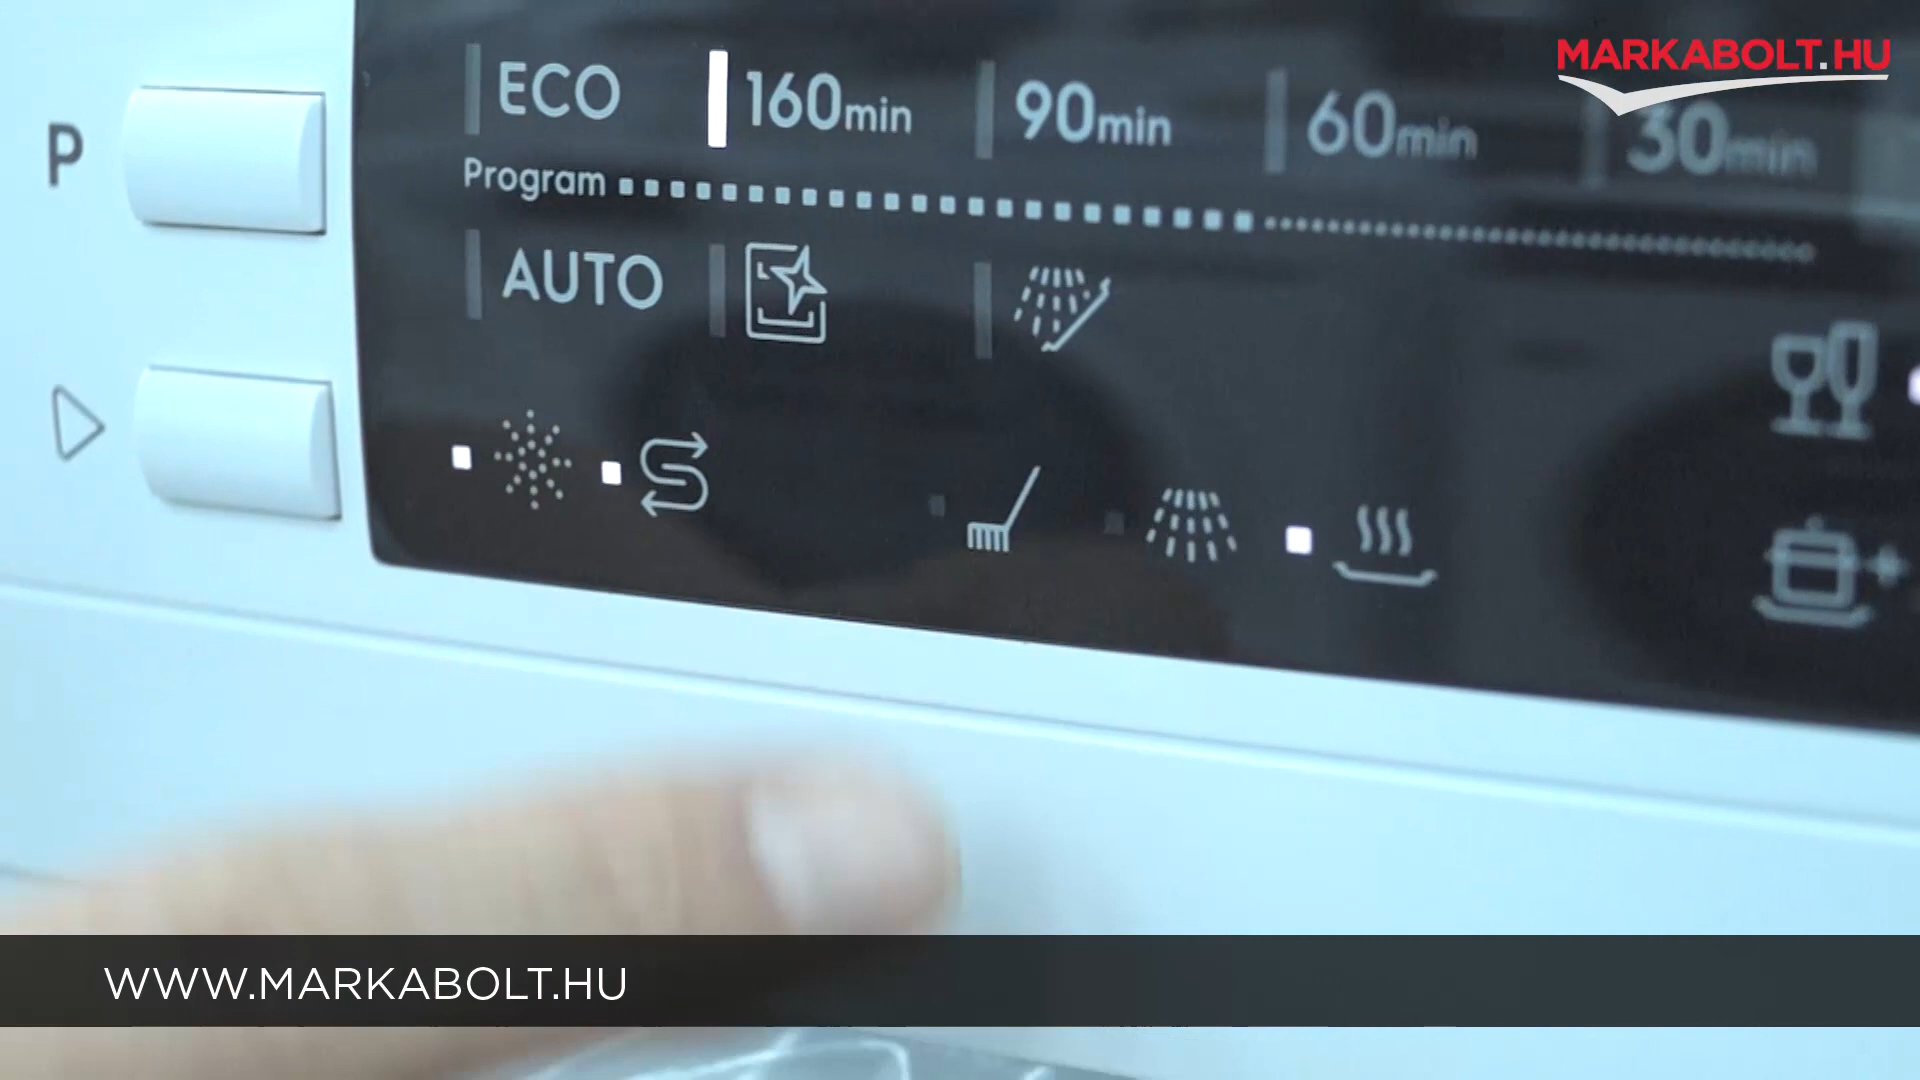 MARKABOLT.HU
P
ECO 160min 90min 60min 30min
Program
AUTO
WWW.MARKABOLT.HU